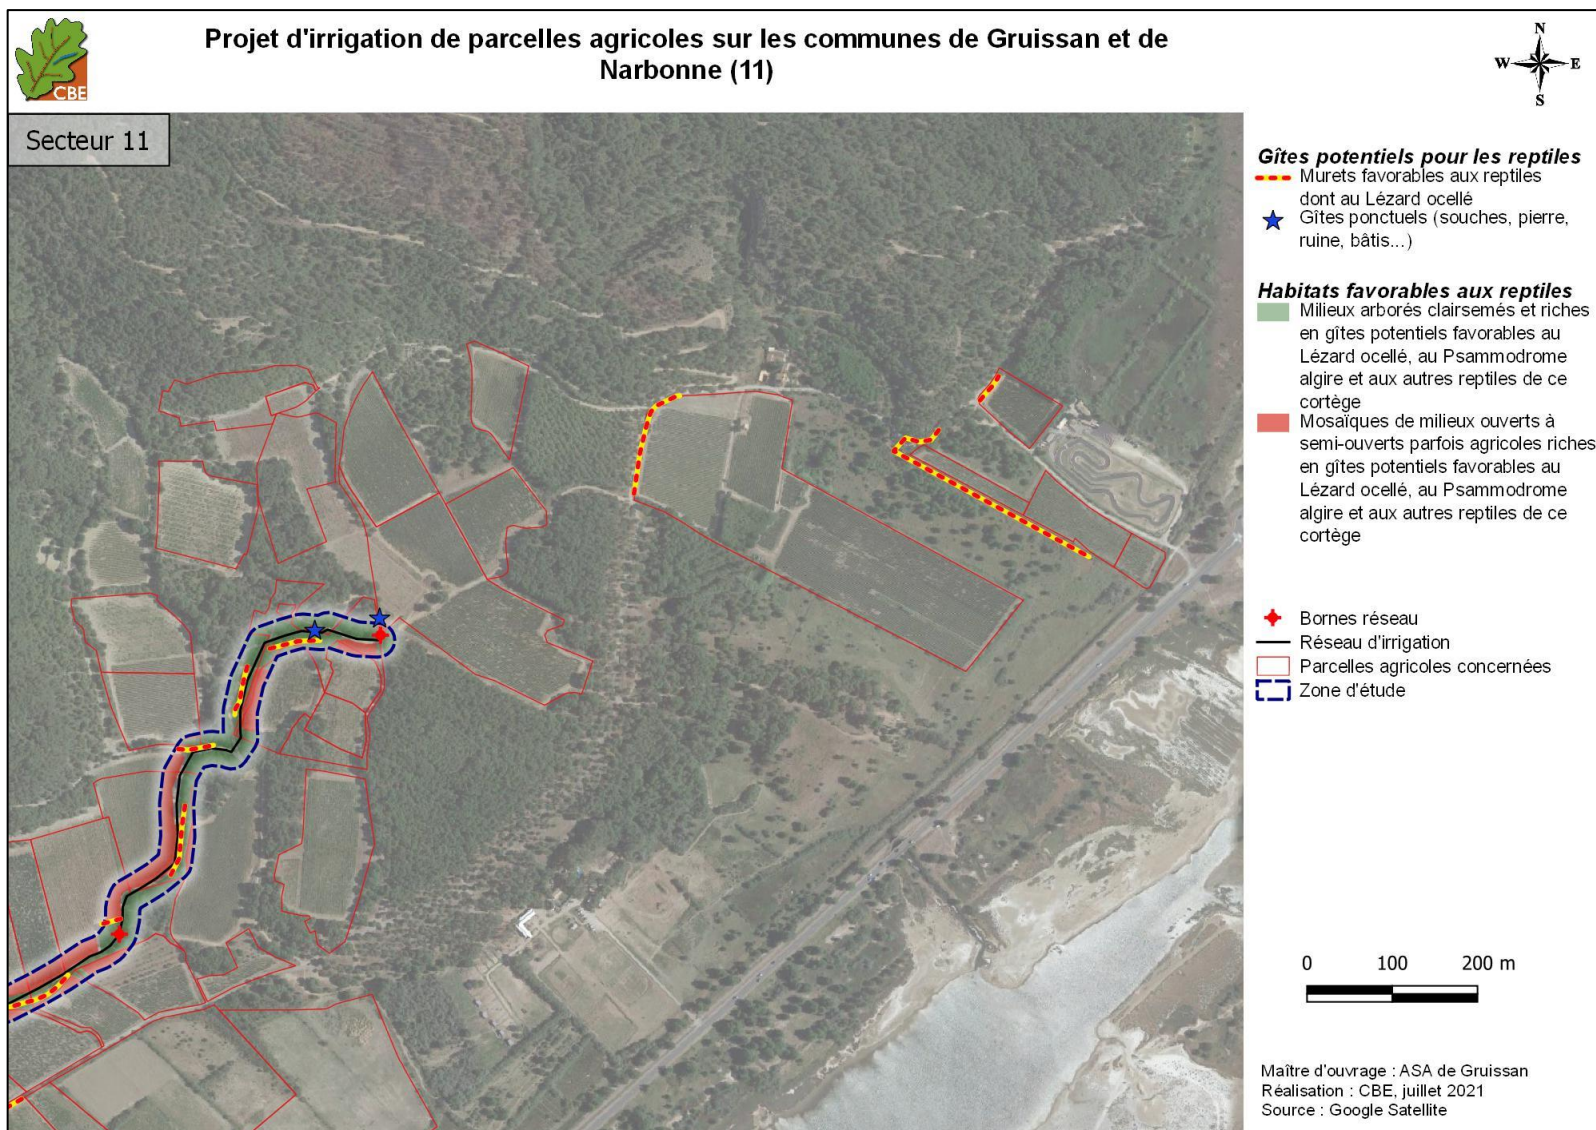 Projet d'irrigation de parcelles agricoles sur les communes de Gruissan et de
Narbonne (11)
CBE
N
W E
S
Secteur 11
Gîtes potentiels pour les reptiles
Murets favorables aux reptiles
dont au Lézard ocellé
Gîtes ponctuels (souches, pierre,
ruine, bâtis...)
Habitats favorables aux reptiles
Milieux arborés clairsemés et riches
en gîtes potentiels favorables au
Lézard ocellé, au Psammodrome
algire et aux autres reptiles de ce
cortège
Mosaïques de milieux ouverts à
semi-ouverts parfois agricoles riches
en gîtes potentiels favorables au
Lézard ocellé, au Psammodrome
algire et aux autres reptiles de ce
cortège
Bornes réseau
Réseau d'irrigation
Parcelles agricoles concernées
Zone d'étude
0 100 200 m
Maître d'ouvrage : ASA de Gruissan
Réalisation : CBE, juillet 2021
Source : Google Satellite